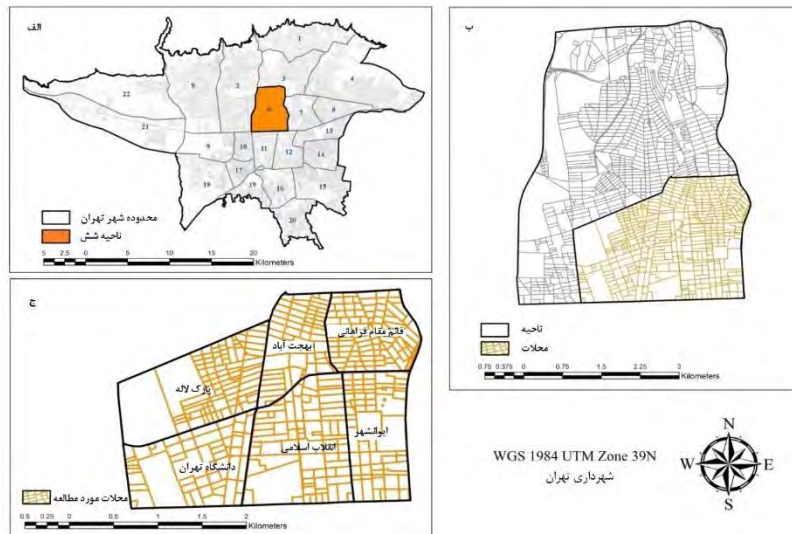 الف
1
2
3
4
5
6
7
8
9
10
11
12
13
14
15
16
17
18
19
20
21
22
محدوده شهر تهران
ناحیه شش
5 2.5 0 5 10 15 20
Kilometers
ب
ناحیه
محلات
0.75 0.375 0 0.75 1.5 2.25 3
Kilometers
ج
قائم مقام فراهانی
بهجت آباد
پارک لاله
ایرانشهر
انقلاب اسلامی
دانشگاه تهران
محلات مورد مطالعه
0.5 0.25 0 0.5 1 1.5 2
Kilometers
WGS 1984 UTM Zone 39N
شهرداری تهران
N
W E
S